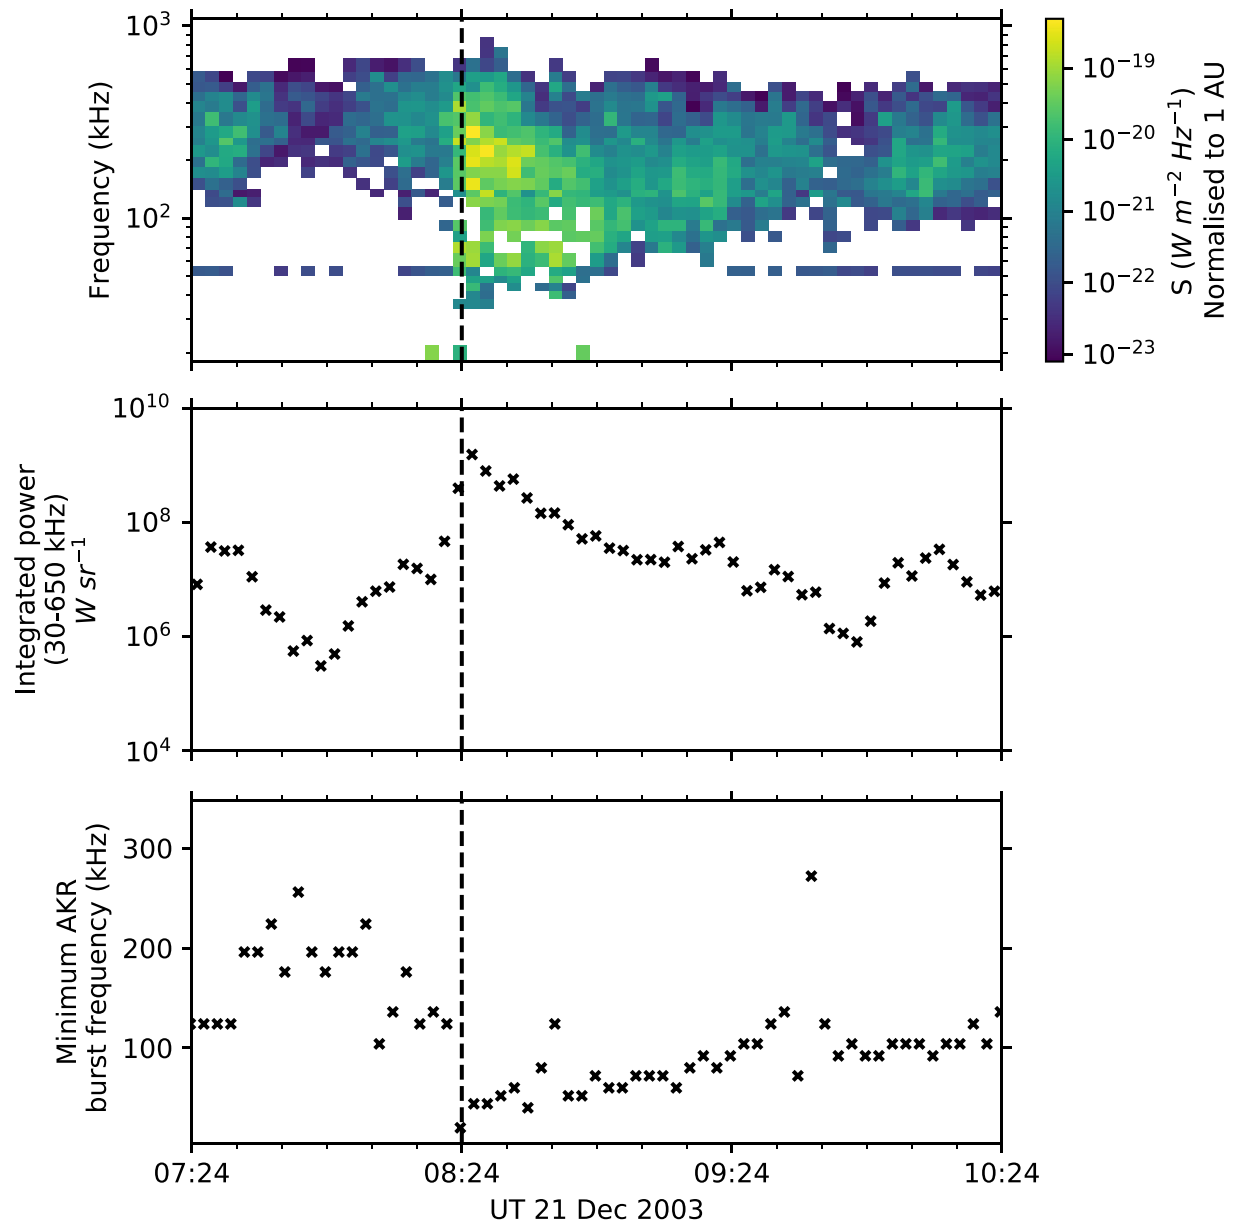 10³
10²
Frequency (kHz)
10⁻¹⁹
10⁻²⁰
10⁻²¹
10⁻²²
10⁻²³
S (W m⁻² Hz⁻¹)
Normalised to 1 AU
10¹⁰
10⁸
10⁶
10⁴
Integrated power
(30-650 kHz)
W sr⁻¹
300
200
100
Minimum AKR
burst frequency (kHz)
07:24 08:24 09:24 10:24
UT 21 Dec 2003